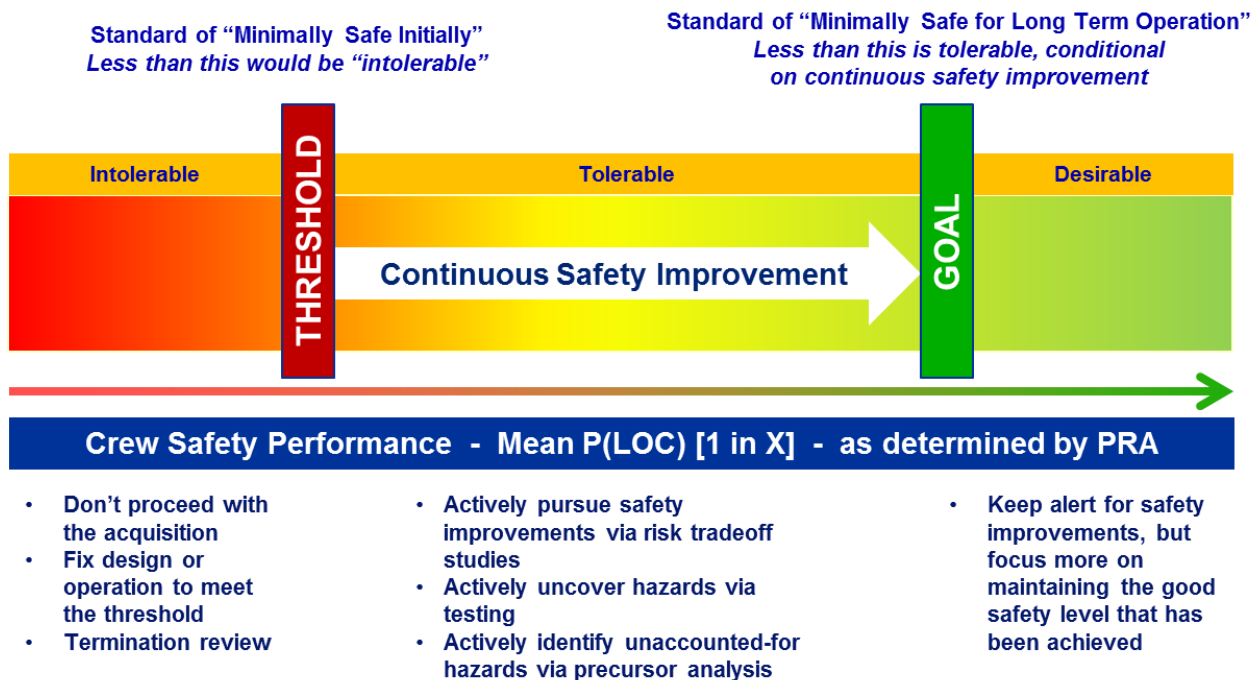 Standard of “Minimally Safe Initially”
Less than this would be “intolerable”
Standard of “Minimally Safe for Long Term Operation”
Less than this is tolerable, conditional
on continuous safety improvement
Intolerable
THRESHOLD
Tolerable
GOAL
Desirable
Continuous Safety Improvement
Crew Safety Performance - Mean P(LOC) [1 in X] - as determined by PRA
• Don’t proceed with
the acquisition
• Fix design or
operation to meet
the threshold
• Termination review
• Actively pursue safety
improvements via risk tradeoff
studies
• Actively uncover hazards via
testing
• Actively identify unaccounted-for
hazards via precursor analysis
• Keep alert for safety
improvements, but
focus more on
maintaining the good
safety level that has
been achieved